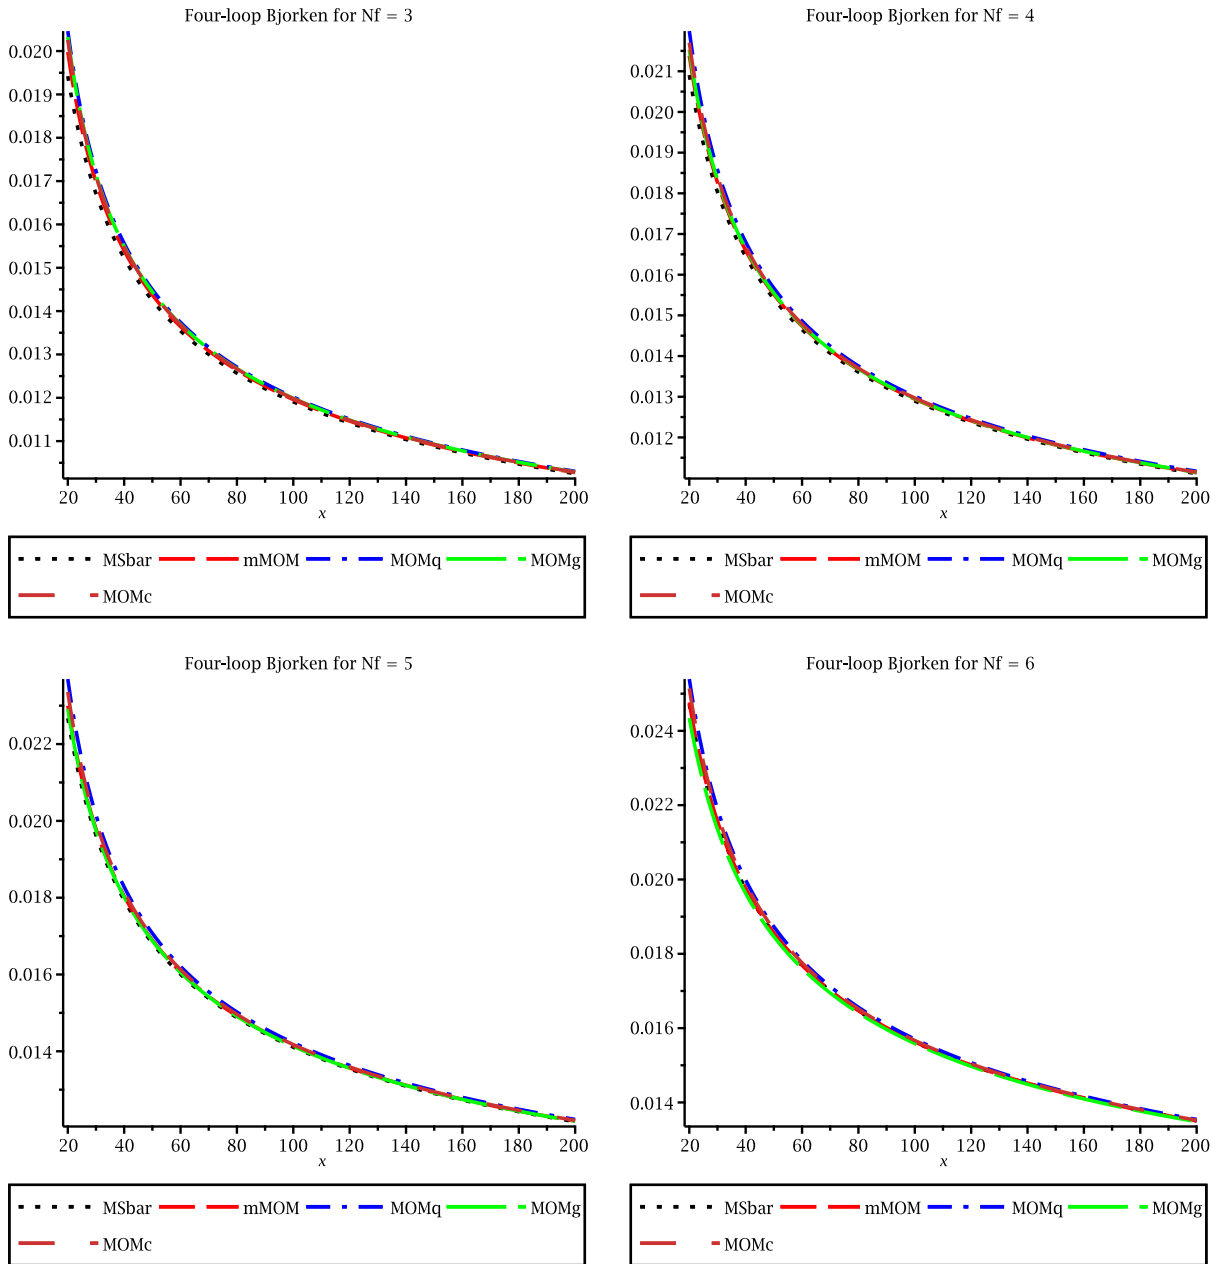 Four-loop Bjorken for Nf = 3
0.020
0.019
0.018
0.017
0.016
0.015
0.014
0.013
0.012
0.011
20 40 60 80 100 120 140 160 180 200
x
MSbar mMOM MOMq MOMg
MOMc
Four-loop Bjorken for Nf = 4
0.021
0.020
0.019
0.018
0.017
0.016
0.015
0.014
0.013
0.012
20 40 60 80 100 120 140 160 180 200
x
MSbar mMOM MOMq MOMg
MOMc
Four-loop Bjorken for Nf = 5
0.022
0.020
0.018
0.016
0.014
20 40 60 80 100 120 140 160 180 200
x
MSbar mMOM MOMq MOMg
MOMc
Four-loop Bjorken for Nf = 6
0.024
0.022
0.020
0.018
0.016
0.014
20 40 60 80 100 120 140 160 180 200
x
MSbar mMOM MOMq MOMg
MOMc